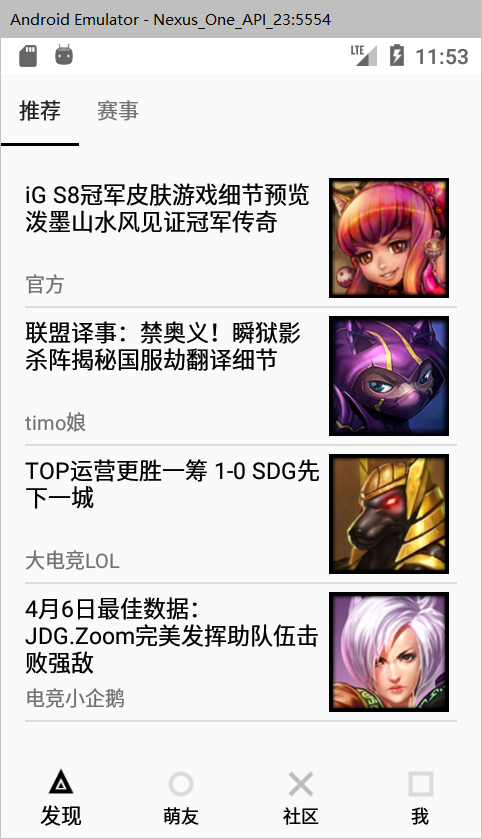 Android Emulator - Nexus_One_API_23:5554
LTE 11:53
推荐 赛事
iG S8冠军皮肤游戏细节预览
泼墨山水风见证冠军传奇
官方
联盟译事：禁奥义！瞬狱影
杀阵揭秘国服劫翻译细节
timo娘
TOP运营更胜一筹 1-0 SDG先
下一城
大电竞LOL
4月6日最佳数据：
JDG.Zoom完美发挥助队伍击
败强敌
电竞小企鹅
发现 萌友 社区 我